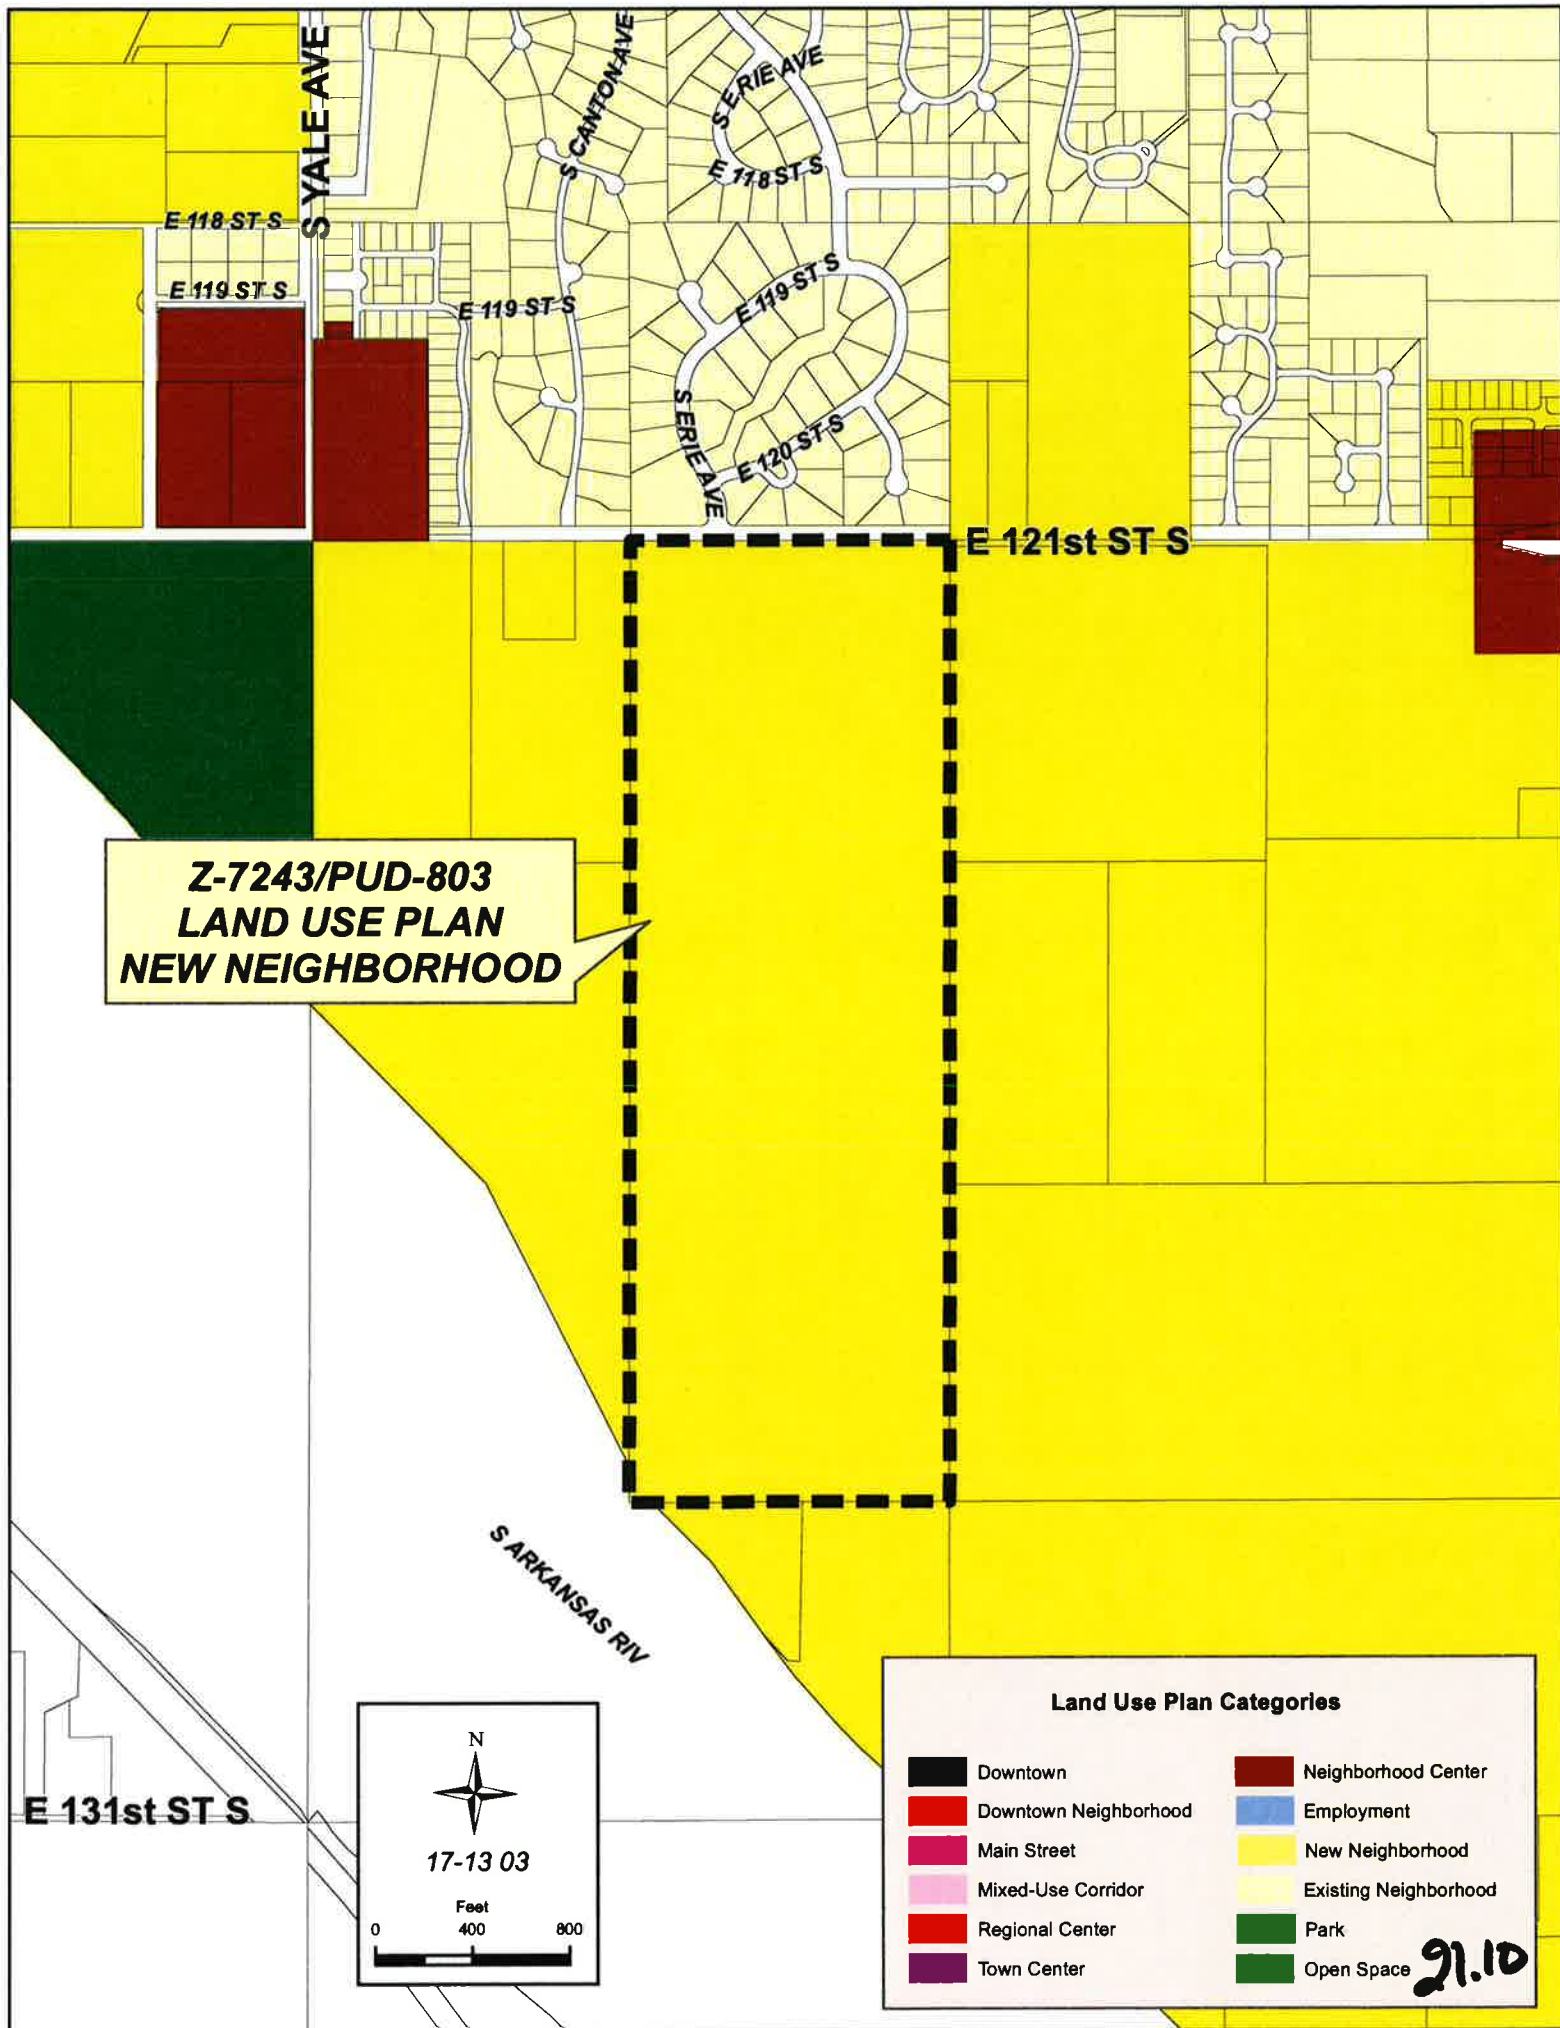 S YALE AVE
S CANTON AVE
S ERIE AVE
E 118 ST S
E 118 ST S
E 119 ST S
E 119 ST S
E 119 ST S
S ERIE AVE
E 120 ST S
E 121st ST S
Z-7243/PUD-803
LAND USE PLAN
NEW NEIGHBORHOOD
S ARKANSAS RIV
E 131st ST S
N
17-13 03
Feet
0 400 800
Land Use Plan Categories
Downtown
Downtown Neighborhood
Main Street
Mixed-Use Corridor
Regional Center
Town Center
Neighborhood Center
Employment
New Neighborhood
Existing Neighborhood
Park
Open Space
21.10